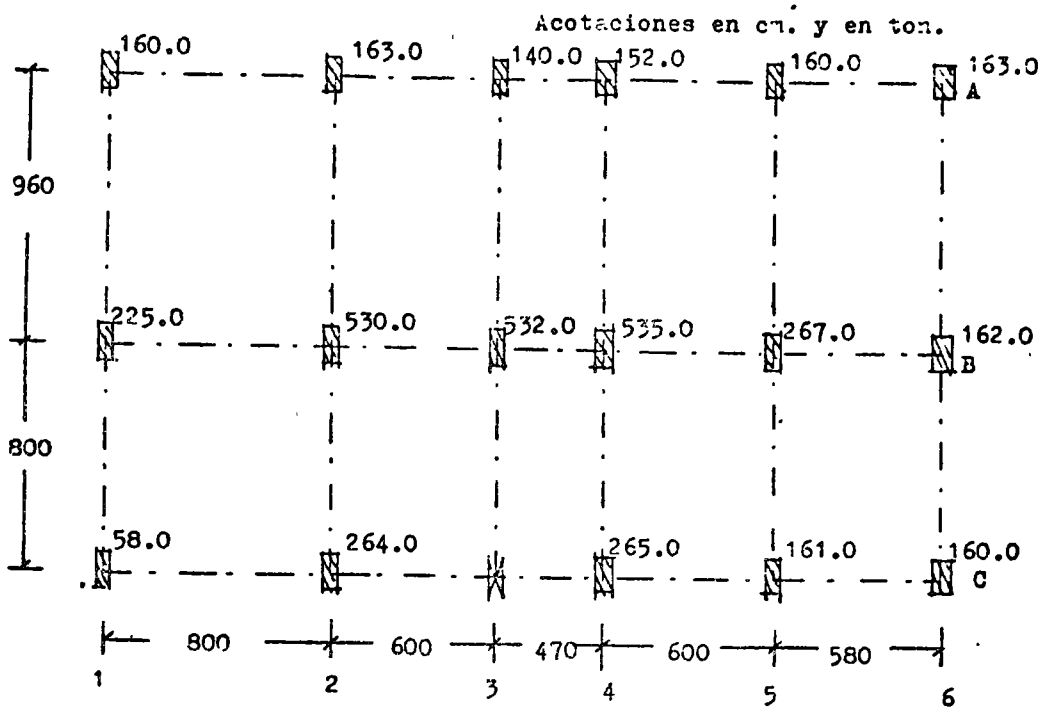 Acotaciones en cm. y en ton.
160.0 163.0 140.0 152.0 160.0 163.0
A
960
225.0 530.0 532.0 535.0 267.0 162.0
B
800
58.0 264.0 265.0 161.0 160.0
C
800 600 470 600 580
1 2 3 4 5 6